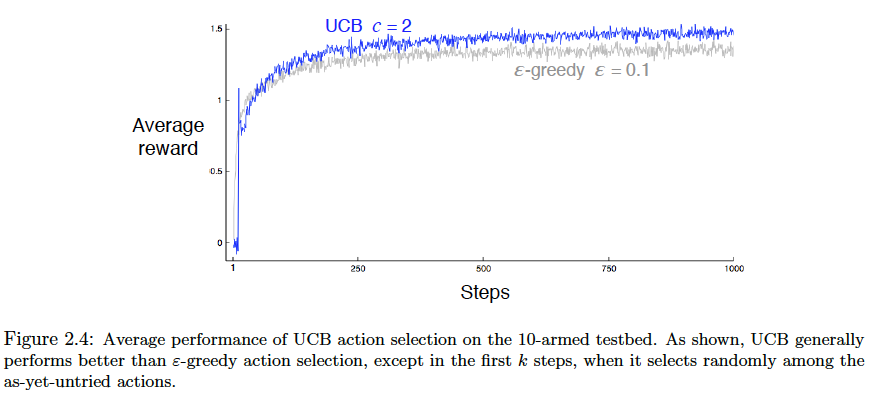 1.5
UCB c = 2
ε-greedy ε = 0.1
1
Average
reward
0.5
0
1 250 500 750 1000
Steps
Figure 2.4: Average performance of UCB action selection on the 10-armed testbed. As shown, UCB generally
performs better than ε-greedy action selection, except in the first k steps, when it selects randomly among the
as-yet-untried actions.